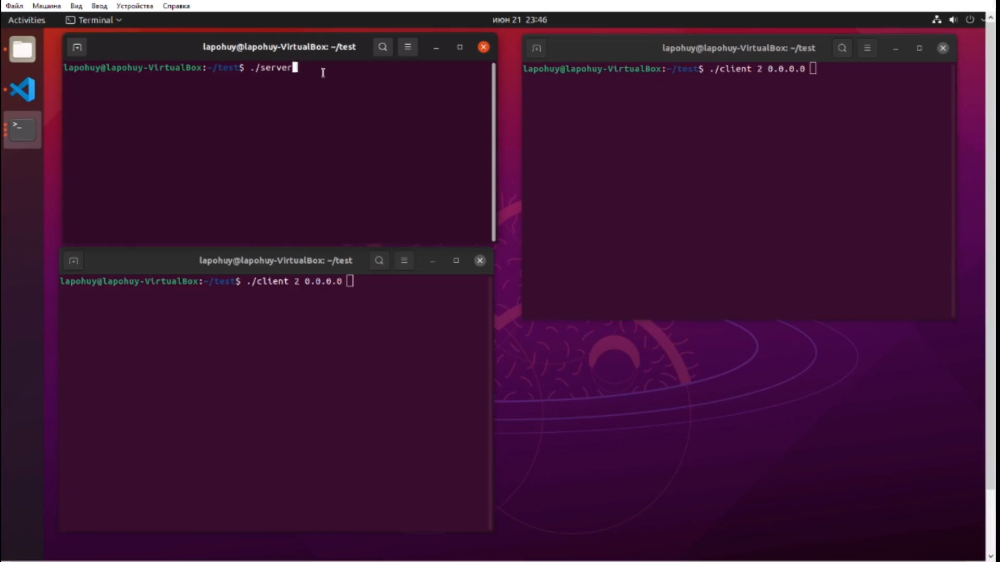 Файл Машина Вид Ввод Устройства Справка
Activities Terminal июн 21 23:46
lapohuy@lapohuy-VirtualBox: ~/test
lapohuy@lapohuy-VirtualBox:~/test$ ./server
lapohuy@lapohuy-VirtualBox: ~/test
lapohuy@lapohuy-VirtualBox:~/test$ ./client 2 0.0.0.0
lapohuy@lapohuy-VirtualBox: ~/test
lapohuy@lapohuy-VirtualBox:~/test$ ./client 2 0.0.0.0